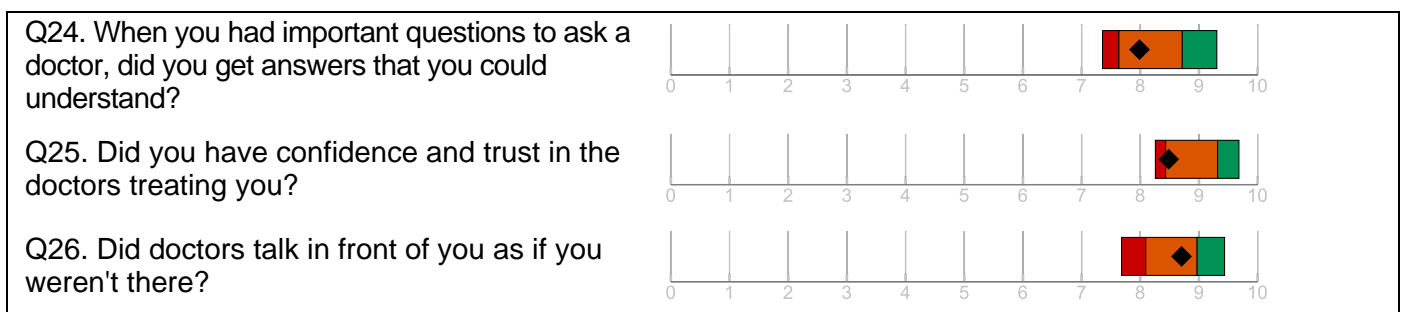 Q24. When you had important questions to ask a
doctor, did you get answers that you could
understand?
0 1 2 3 4 5 6 7 8 9 10
Q25. Did you have confidence and trust in the
doctors treating you?
0 1 2 3 4 5 6 7 8 9 10
Q26. Did doctors talk in front of you as if you
weren't there?
0 1 2 3 4 5 6 7 8 9 10